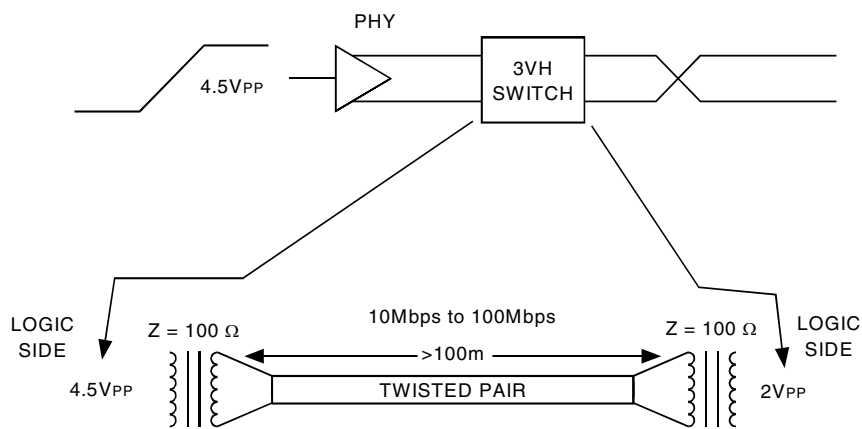 PHY
4.5VPP
3VH
SWITCH
LOGIC
SIDE
Z = 100 Ω
10Mbps to 100Mbps
Z = 100 Ω
LOGIC
SIDE
>100m
4.5VPP
TWISTED PAIR
2VPP